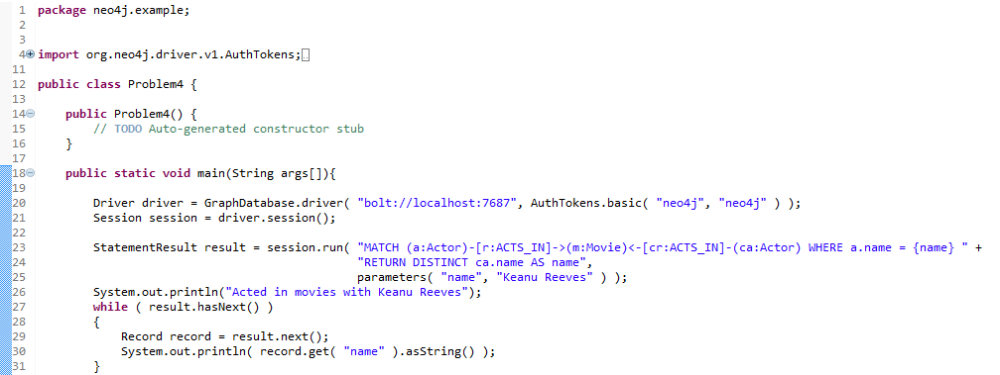 1 package neo4j.example;
2
3
4 import org.neo4j.driver.v1.AuthTokens;
11
12 public class Problem4 {
13
14 public Problem4() {
15 // TODO Auto-generated constructor stub
16 }
17
18 public static void main(String args[]){
19
20 Driver driver = GraphDatabase.driver( "bolt://localhost:7687", AuthTokens.basic( "neo4j", "neo4j" ) );
21 Session session = driver.session();
22
23 StatementResult result = session.run( "MATCH (a:Actor)-[r:ACTS_IN]->(m:Movie)<-[cr:ACTS_IN]-(ca:Actor) WHERE a.name = {name} " +
24 "RETURN DISTINCT ca.name AS name",
25 parameters( "name", "Keanu Reeves" ) );
26 System.out.println("Acted in movies with Keanu Reeves");
27 while ( result.hasNext() )
28 {
29 Record record = result.next();
30 System.out.println( record.get( "name" ).asString() );
31 }